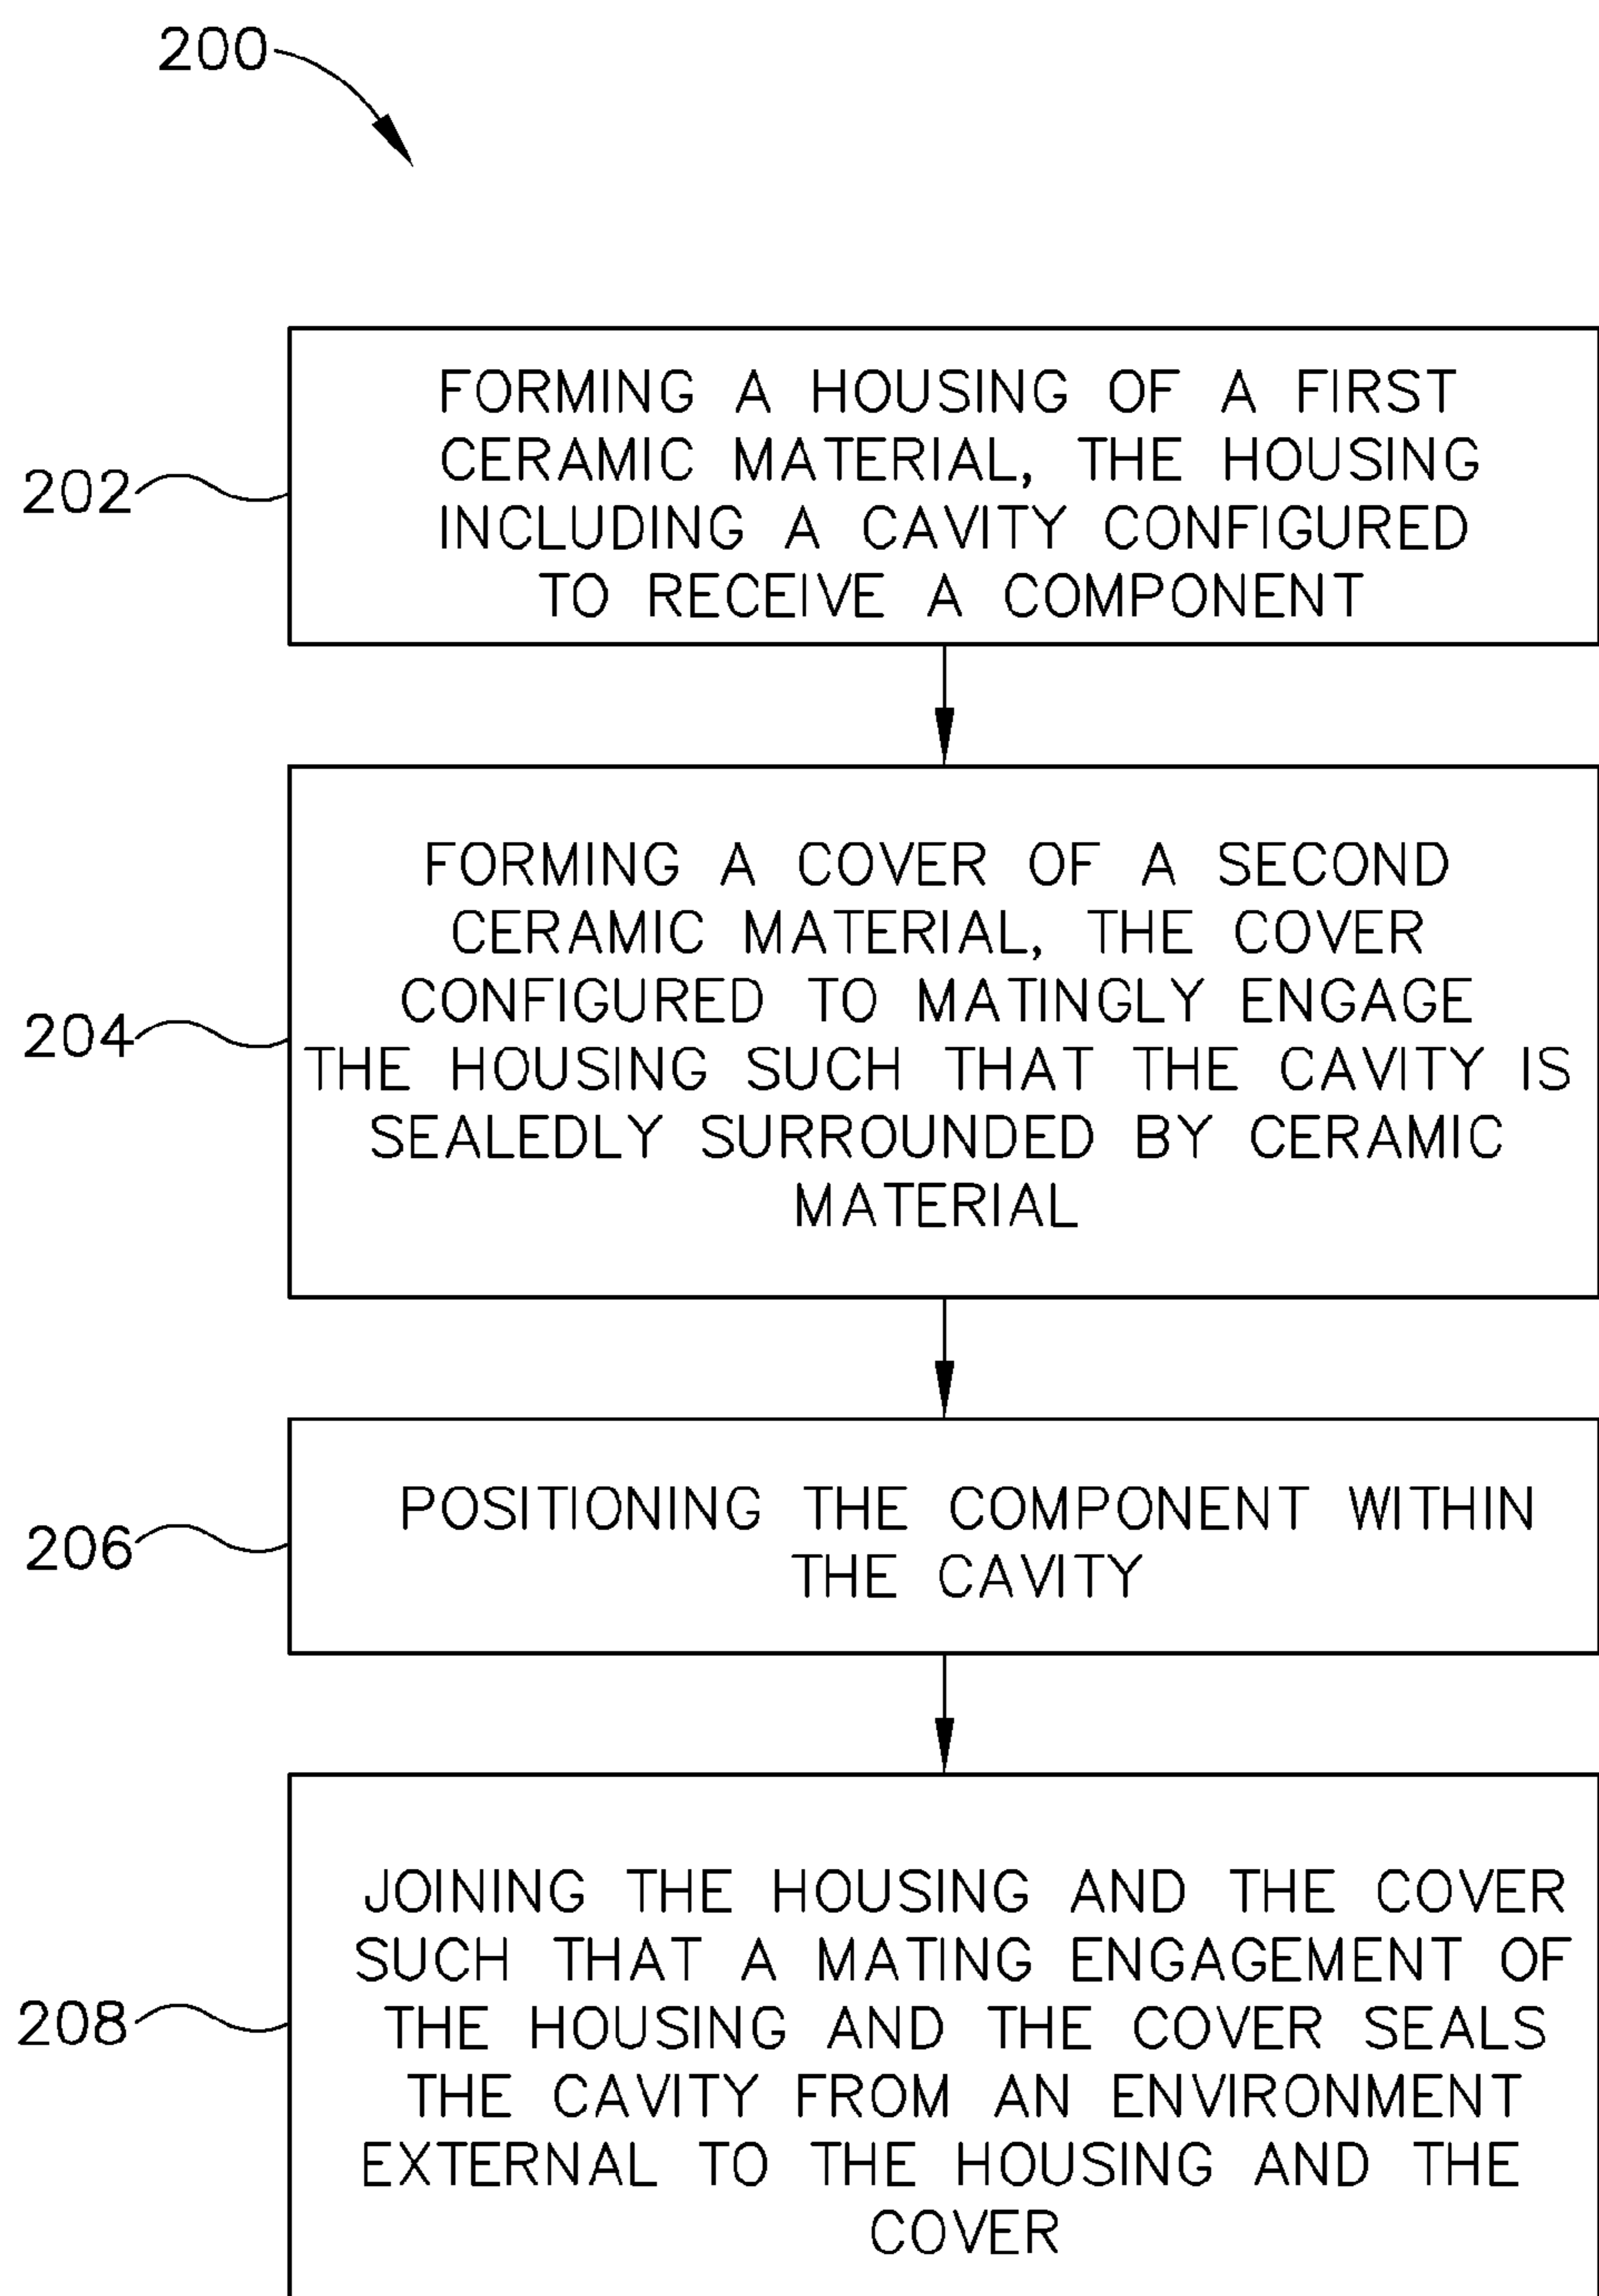 200
202
FORMING A HOUSING OF A FIRST
CERAMIC MATERIAL, THE HOUSING
INCLUDING A CAVITY CONFIGURED
TO RECEIVE A COMPONENT
204
FORMING A COVER OF A SECOND
CERAMIC MATERIAL, THE COVER
CONFIGURED TO MATINGLY ENGAGE
THE HOUSING SUCH THAT THE CAVITY IS
SEALEDLY SURROUNDED BY CERAMIC
MATERIAL
206
POSITIONING THE COMPONENT WITHIN
THE CAVITY
208
JOINING THE HOUSING AND THE COVER
SUCH THAT A MATING ENGAGEMENT OF
THE HOUSING AND THE COVER SEALS
THE CAVITY FROM AN ENVIRONMENT
EXTERNAL TO THE HOUSING AND THE
COVER